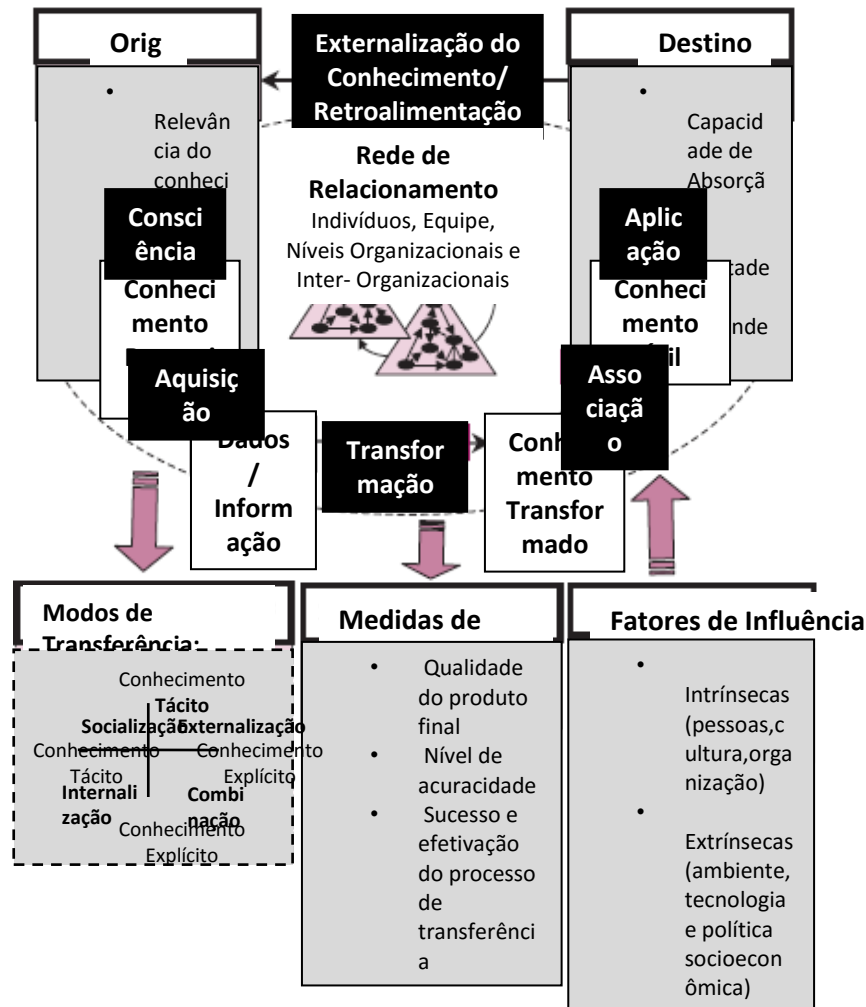 Orig
•
Relevân
cia do
conheci
Externalização do
Conhecimento/
Retroalimentação
Destino
•
Capacid
ade de
Absorçã
Rede de
Relacionamento
Indivíduos, Equipe,
Níveis Organizacionais e
Inter- Organizacionais
Consci
ência
Conheci
mento
Aquisiç
ão
Dados
/
Inform
ação
Transfor
mação
mento
Transfor
mado
Asso
ciaçã
o
Aplic
ação
Conheci
mento
Modos de
Transferência:
Conhecimento
Tácito
Socialização
Externalização
Conhecimento
Tácito
Conhecimento
Explícito
Internali
zação
Combi
nação
Conhecimento
Explícito
Medidas de
• Qualidade
do produto
final
• Nível de
acuracidade
• Sucesso e
efetivação
do processo
de
transferênci
a
Fatores de Influência
•
Intrínsecas
(pessoas,c
ultura,orga
nização)
•
Extrínsecas
(ambiente,
tecnologia
e política
socioecon
ômica)